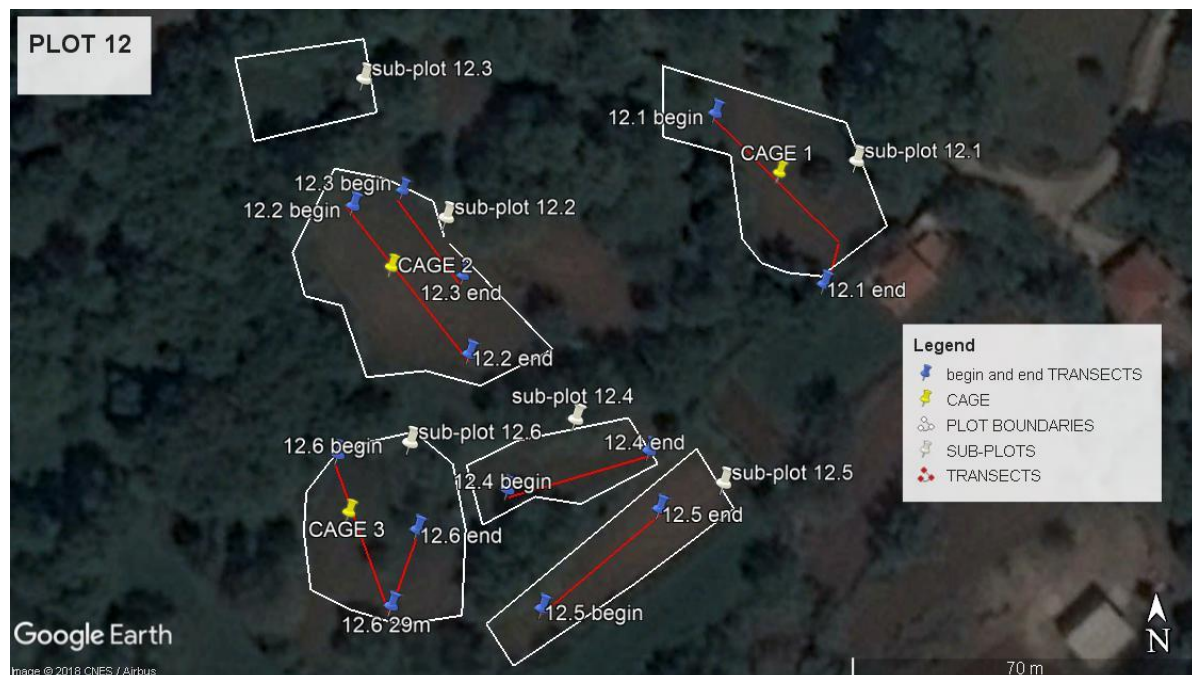 PLOT 12
sub-plot 12.3
12.1 begin
CAGE 1
sub-plot 12.1
12.3 begin
12.2 begin
sub-plot 12.2
CAGE 2
12.3 end
12.1 end
12.2 end
Legend
begin and end TRANSECTS
CAGE
PLOT BOUNDARIES
SUB-PLOTS
TRANSECTS
sub-plot 12.4
sub-plot 12.6
12.6 begin
12.4 end
12.4 begin
sub-plot 12.5
12.5 end
CAGE 3
12.6 end
12.5 begin
12.6 29m
Google Earth
N
Image © 2018 CNES / Airbus
70 m